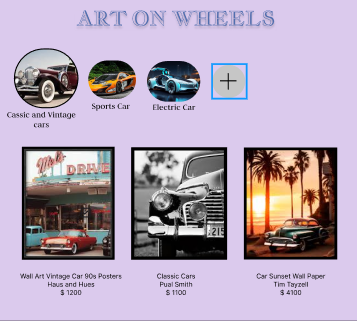 ART ON WHEELS
Cassic and Vintage
cars
Sports Car
Electric Car
Mel's
DRIVE
215
Wall Art Vintage Car 90s Posters
Haus and Hues
$ 1200
Classic Cars
Pual Smith
$ 1100
Car Sunset Wall Paper
Tim Tayzell
$ 4100